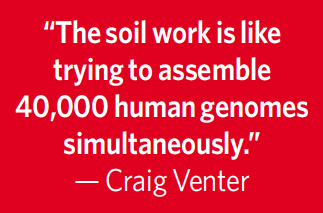 “The soil work is like
trying to assemble
40,000 human genomes
simultaneously.”
— Craig Venter